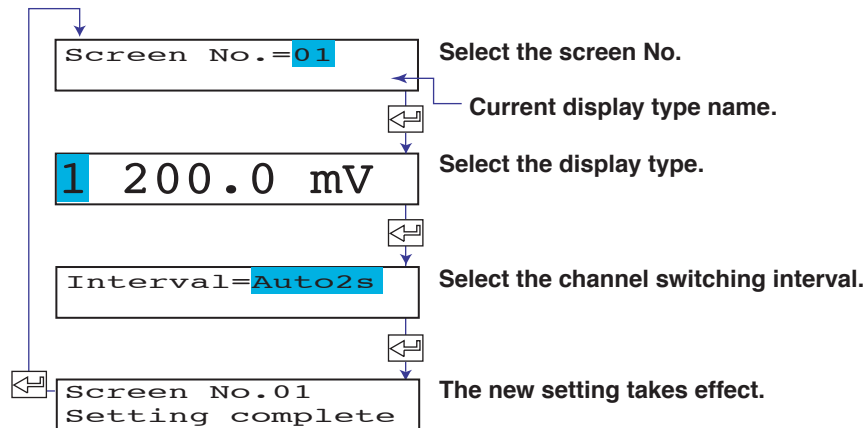 Screen No.=01
Select the screen No.
Current display type name.
1 200.0 mV
Select the display type.
Interval=Auto2s
Select the channel switching interval.
Screen No.01
Setting complete
The new setting takes effect.